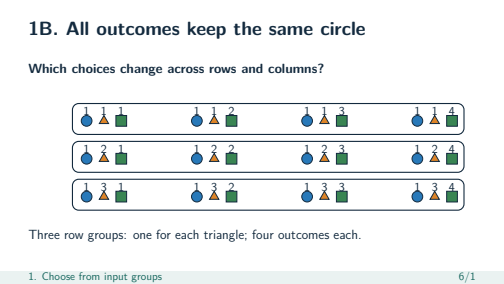 1B. All outcomes keep the same circle
Which choices change across rows and columns?
1 1 1 1 1 2 1 1 3 1 1 4
1 2 1 1 2 2 1 2 3 1 2 4
1 3 1 1 3 2 1 3 3 1 3 4
Three row groups: one for each triangle; four outcomes each.
1. Choose from input groups 6/1